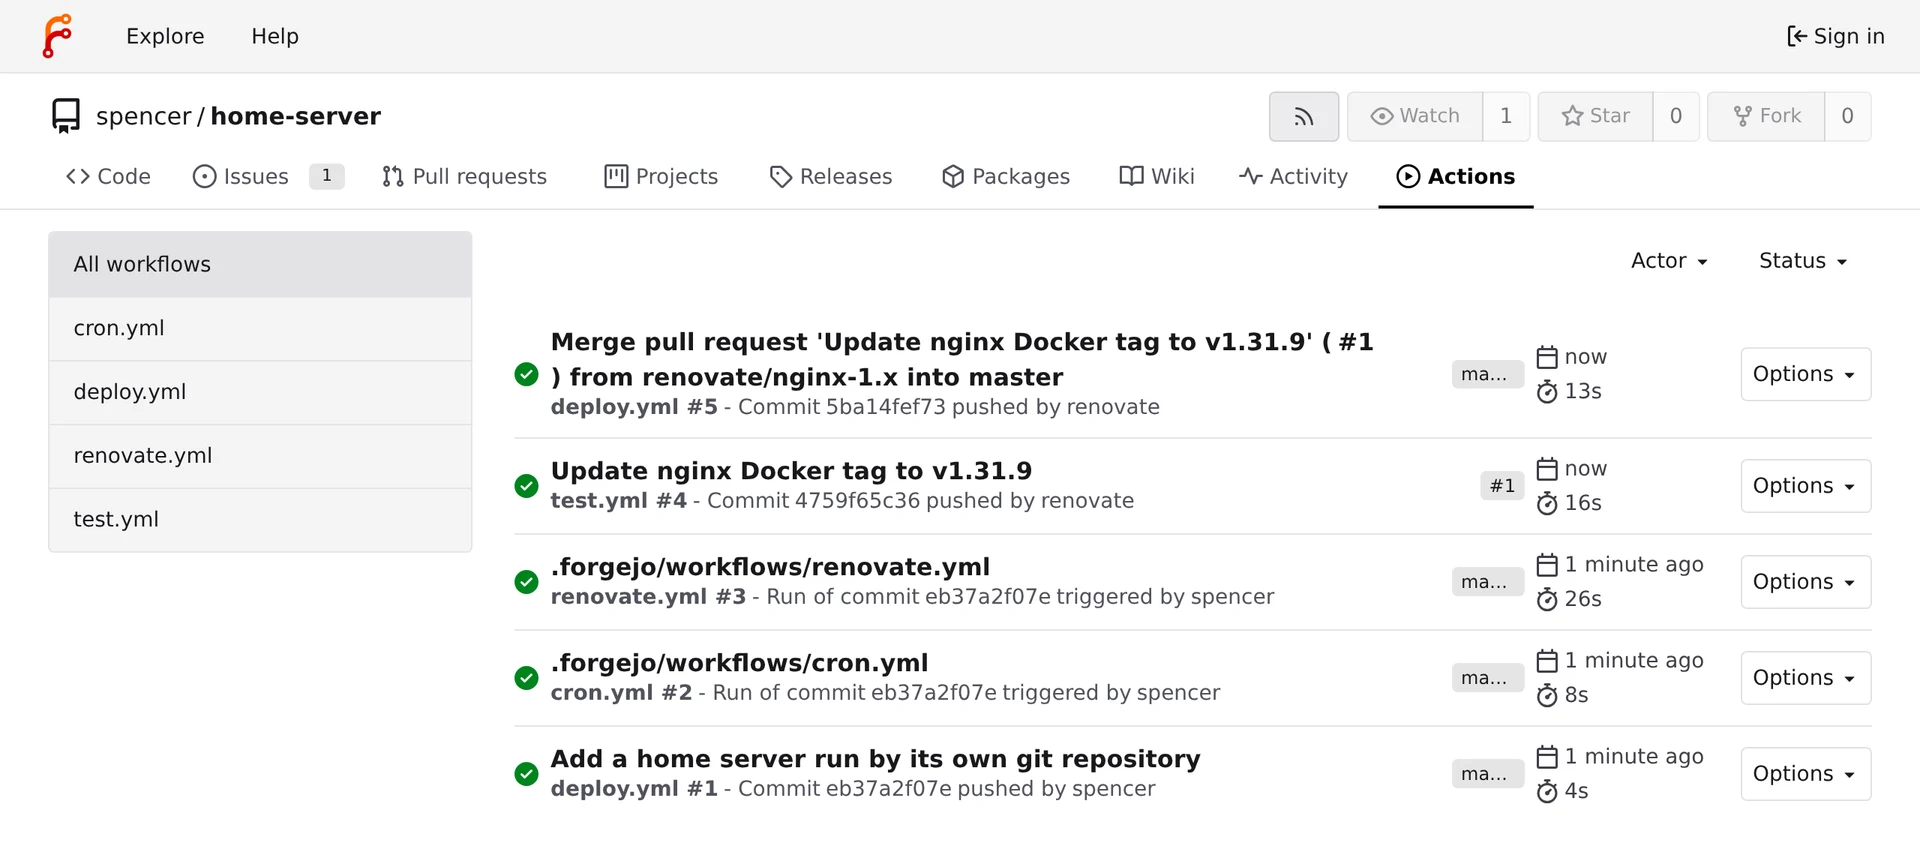 Explore Help Sign in
spencer / home-server Watch 1 Star 0 Fork 0
Code Issues 1 Pull requests Projects Releases Packages Wiki Activity Actions
All workflows
cron.yml
deploy.yml
renovate.yml
test.yml
Actor Status
Merge pull request 'Update nginx Docker tag to v1.31.9' ( #1
) from renovate/nginx-1.x into master
deploy.yml #5 - Commit 5ba14fef73 pushed by renovate
ma...
now
13s
Options
Update nginx Docker tag to v1.31.9
test.yml #4 - Commit 4759f65c36 pushed by renovate
#1
now
16s
Options
.forgejo/workflows/renovate.yml
renovate.yml #3 - Run of commit eb37a2f07e triggered by spencer
ma...
1 minute ago
26s
Options
.forgejo/workflows/cron.yml
cron.yml #2 - Run of commit eb37a2f07e triggered by spencer
ma...
1 minute ago
8s
Options
Add a home server run by its own git repository
deploy.yml #1 - Commit eb37a2f07e pushed by spencer
ma...
1 minute ago
4s
Options